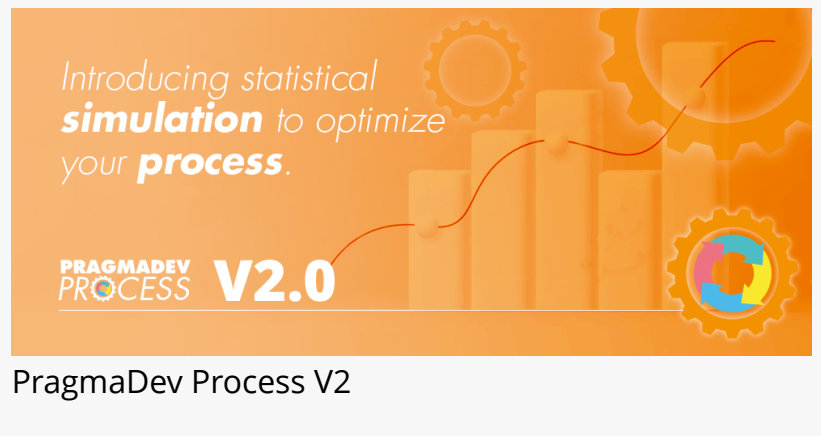 Introducing statistical
simulation to optimize
your process.
PRAGMADEV
PROCESS
V2.0
PragmaDev Process V2